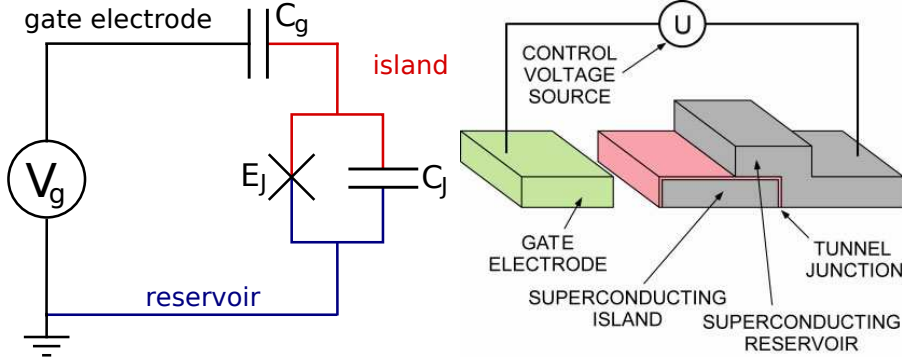 gate electrode
C_g
island
E_J
C_J
V_g
reservoir
U
CONTROL
VOLTAGE
SOURCE
GATE
ELECTRODE
TUNNEL
JUNCTION
SUPERCONDUCTING
ISLAND
SUPERCONDUCTING
RESERVOIR